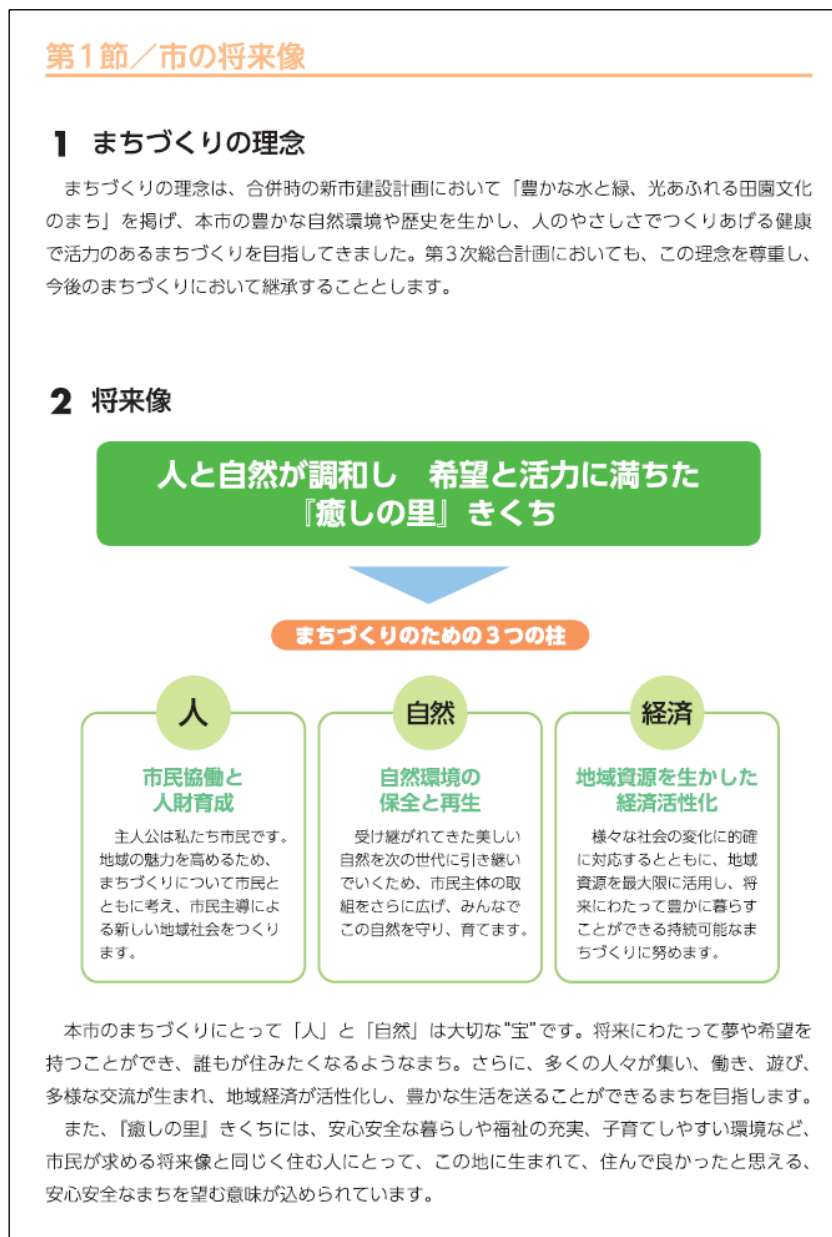 第1節／市の将来像
1 まちづくりの理念
　まちづくりの理念は、合併時の新市建設計画において「豊かな水と緑、光あふれる田園文化
のまち」を掲げ、本市の豊かな自然環境や歴史を生かし、人のやさしさでつくりあげる健康
で活力のあるまちづくりを目指してきました。第3次総合計画においても、この理念を尊重し、
今後のまちづくりにおいて継承することとします。
2 将来像
人と自然が調和し　希望と活力に満ちた
『癒しの里』きくち
まちづくりのための3つの柱
人
市民協働と
人財育成
　主人公は私たち市民です。
地域の魅力を高めるため、
まちづくりについて市民と
ともに考え、市民主導によ
る新しい地域社会をつくり
ます。
自然
自然環境の
保全と再生
　受け継がれてきた美しい
自然を次の世代に引き継い
でいくため、市民主体の取
組をさらに広げ、みんなで
この自然を守り、育てます。
経済
地域資源を生かした
経済活性化
　様々な社会の変化に的確
に対応するとともに、地域
資源を最大限に活用し、将
来にわたって豊かに暮らす
ことができる持続可能なま
ちづくりに努めます。
　本市のまちづくりにとって「人」と「自然」は大切な"宝"です。将来にわたって夢や希望を
持つことができ、誰もが住みたくなるようなまち。さらに、多くの人々が集い、働き、遊び、
多様な交流が生まれ、地域経済が活性化し、豊かな生活を送ることができるまちを目指します。
　また、『癒しの里』きくちには、安心安全な暮らしや福祉の充実、子育てしやすい環境など、
市民が求める将来像と同じく住む人にとって、この地に生まれて、住んで良かったと思える、
安心安全なまちを望む意味が込められています。